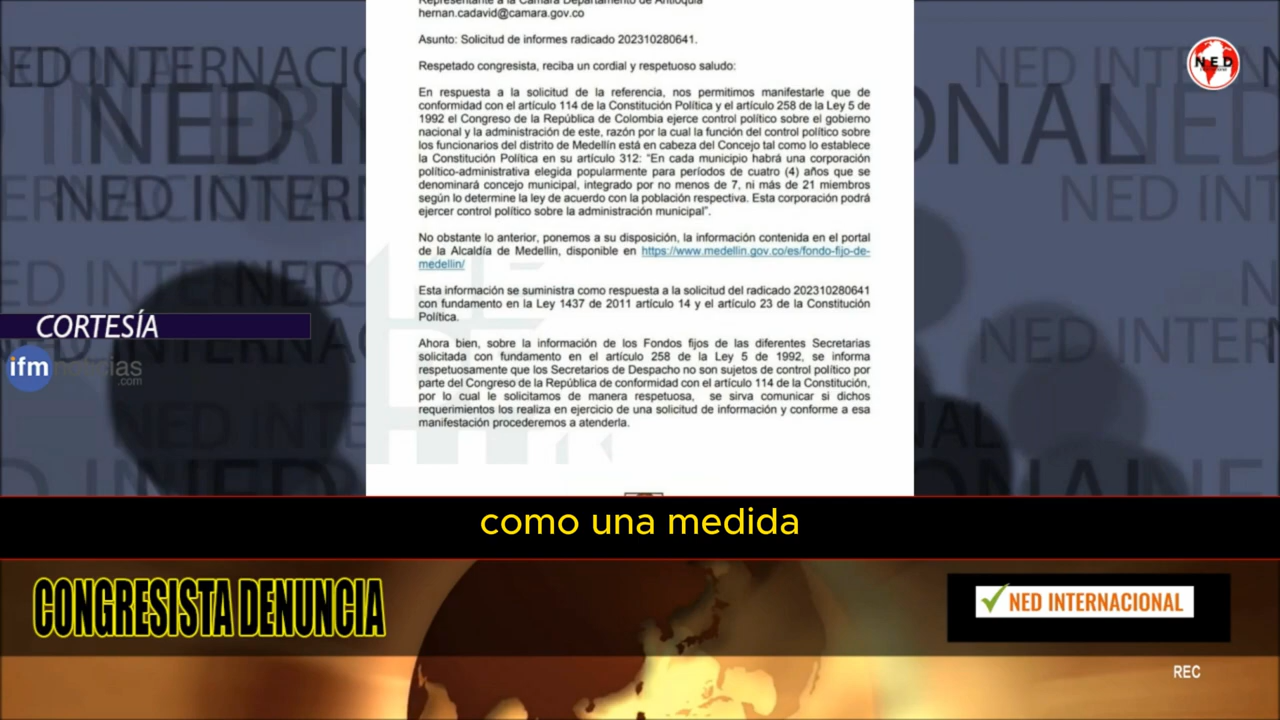 Representante a la Cámara Departamento de Antioquia
hernan.cadavid@camara.gov.co
Asunto: Solicitud de informes radicado 202310280641.
Respetado congresista, reciba un cordial y respetuoso saludo:
En respuesta a la solicitud de la referencia, nos permitimos manifestarle que de
conformidad con el artículo 114 de la Constitución Política y el artículo 258 de la Ley 5 de
1992 el Congreso de la República de Colombia ejerce control político sobre el gobierno
nacional y la administración de este, razón por la cual la función del control político sobre
los funcionarios del distrito de Medellín está en cabeza del Concejo tal como lo establece
la Constitución Política en su artículo 312: "En cada municipio habrá una corporación
político-administrativa elegida popularmente para períodos de cuatro (4) años que se
denominará concejo municipal, integrado por no menos de 7, ni más de 21 miembros
según lo determine la ley de acuerdo con la población respectiva. Esta corporación podrá
ejercer control político sobre la administración municipal".
No obstante lo anterior, ponemos a su disposición, la información contenida en el portal
de la Alcaldía de Medellín, disponible en https://www.medellin.gov.co/es/fondo-fijo-de-
medellin/
Esta información se suministra como respuesta a la solicitud del radicado 202310280641
con fundamento en la Ley 1437 de 2011 artículo 14 y el artículo 23 de la Constitución
Política.
Ahora bien, sobre la información de los Fondos fijos de las diferentes Secretarias
solicitada con fundamento en el artículo 258 de la Ley 5 de 1992, se informa
respetuosamente que los Secretarios de Despacho no son sujetos de control político por
parte del Congreso de la República de conformidad con el artículo 114 de la Constitución,
por lo cual le solicitamos de manera respetuosa, se sirva comunicar si dichos
requerimientos los realiza en ejercicio de una solicitud de información y conforme a esa
manifestación procederemos a atenderla.
NED
CORTESÍA
ifm noticias
.com
como una medida
CONGRESISTA DENUNCIA
NED INTERNACIONAL
REC